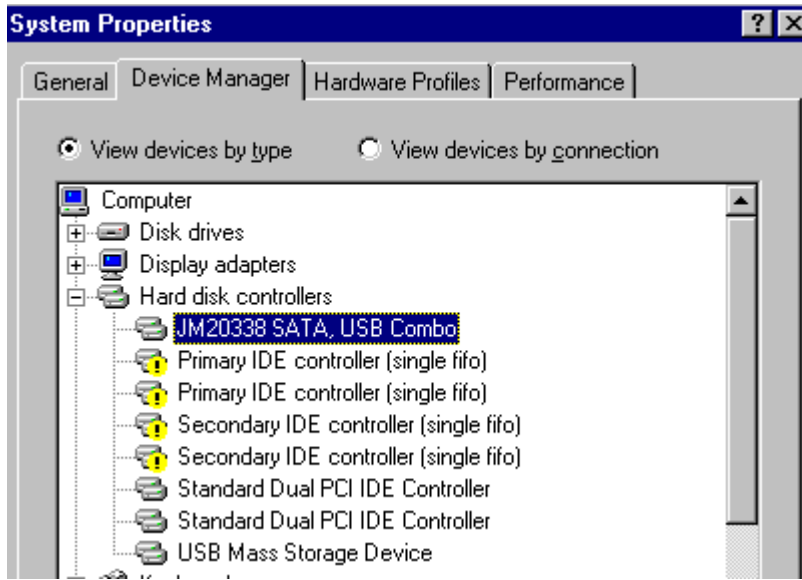 System Properties
General Device Manager Hardware Profiles Performance
View devices by type View devices by connection
Computer
Disk drives
Display adapters
Hard disk controllers
JM20338 SATA, USB Combo
Primary IDE controller (single fifo)
Primary IDE controller (single fifo)
Secondary IDE controller (single fifo)
Secondary IDE controller (single fifo)
Standard Dual PCI IDE Controller
Standard Dual PCI IDE Controller
USB Mass Storage Device